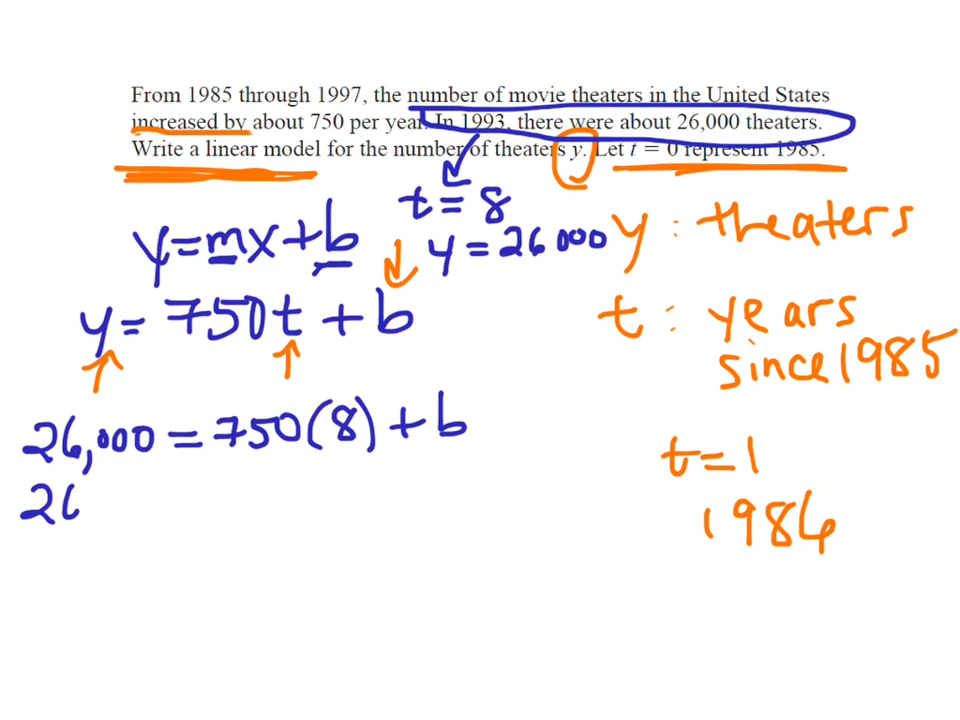 From 1985 through 1997, the number of movie theaters in the United States
increased by about 750 per year. In 1993, there were about 26,000 theaters.
Write a linear model for the number of theaters y. Let t = 0 represent 1985.
t = 8
y = mx + b
y = 26000
y : theaters
y = 750t + b
t : years
since 1985
26,000 = 750(8) + b
t = 1
26
1986